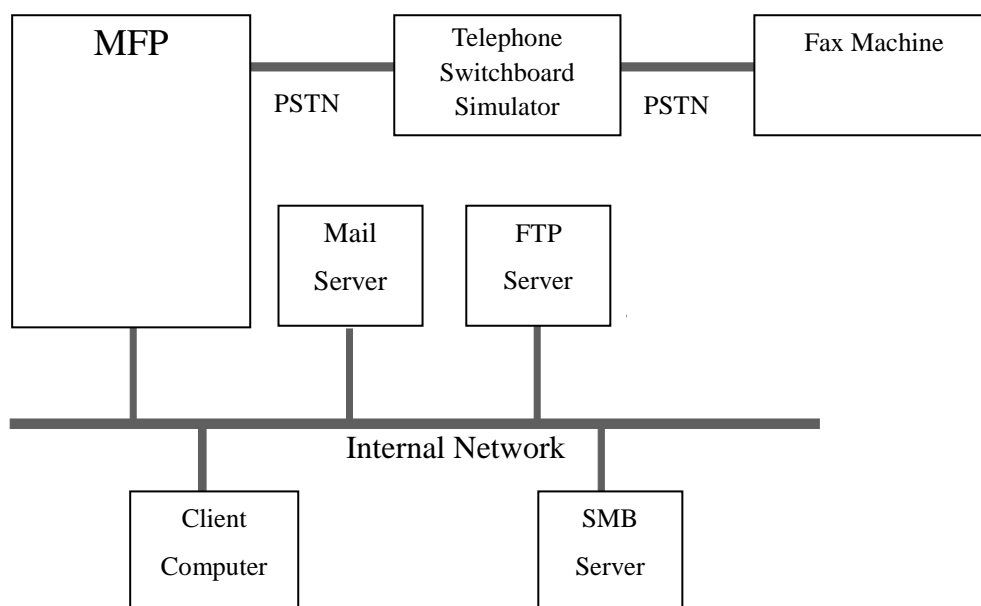 MFP
Telephone
Switchboard
Simulator
Fax Machine
PSTN
PSTN
Mail
Server
FTP
Server
Internal Network
Client
Computer
SMB
Server